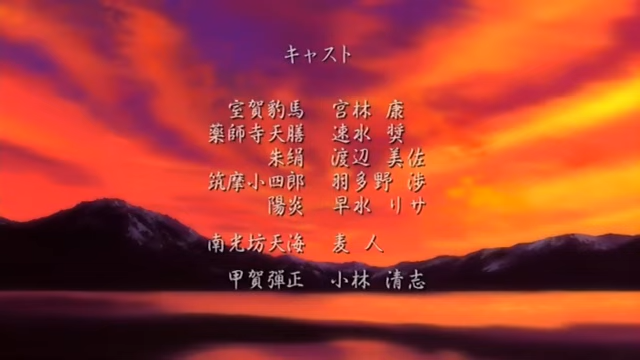 キャスト
室賀豹馬 宮林 康
薬師寺天膳 速水 奨
朱絹 渡辺 美佐
筑摩小四郎 羽多野 渉
陽炎 早水 リサ
南光坊天海 麦 人
甲賀弾正 小林 清志